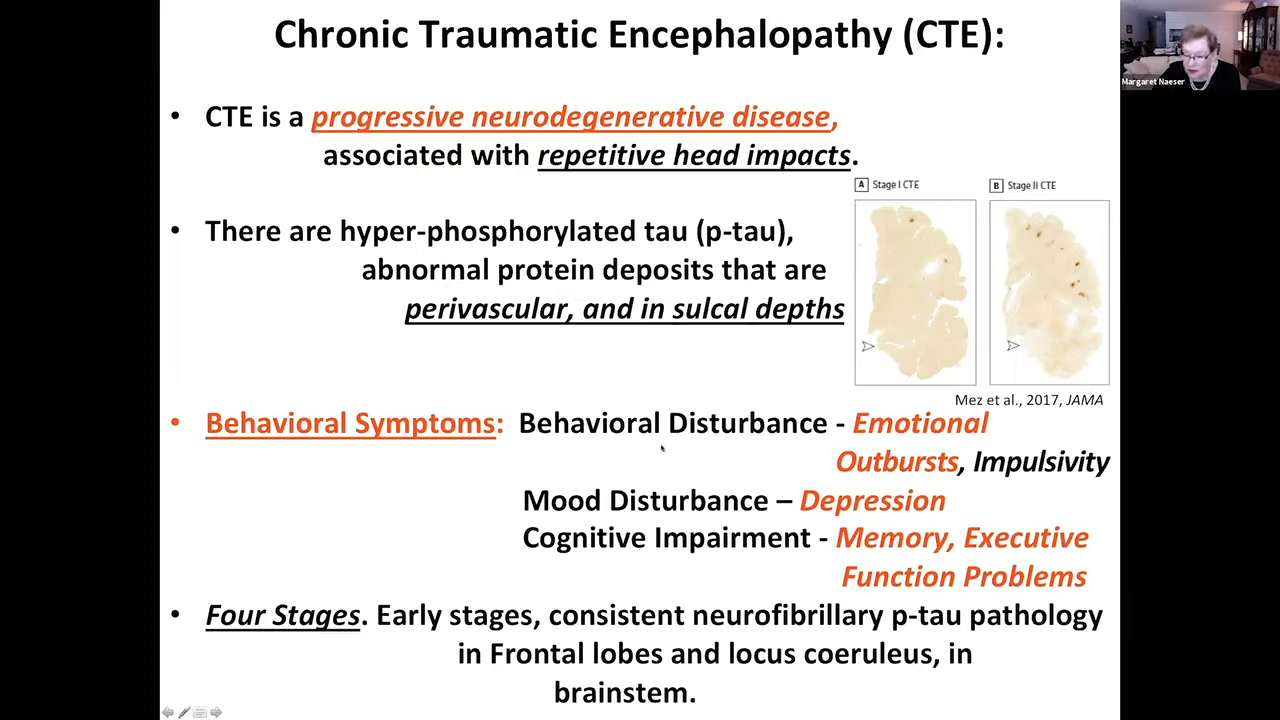 Chronic Traumatic Encephalopathy (CTE):
Margaret Naeser
• CTE is a progressive neurodegenerative disease,
associated with repetitive head impacts.
A Stage I CTE
B Stage II CTE
• There are hyper-phosphorylated tau (p-tau),
abnormal protein deposits that are
perivascular, and in sulcal depths
Mez et al., 2017, JAMA
• Behavioral Symptoms: Behavioral Disturbance - Emotional
Outbursts, Impulsivity
Mood Disturbance – Depression
Cognitive Impairment - Memory, Executive
Function Problems
• Four Stages. Early stages, consistent neurofibrillary p-tau pathology
in Frontal lobes and locus coeruleus, in
brainstem.